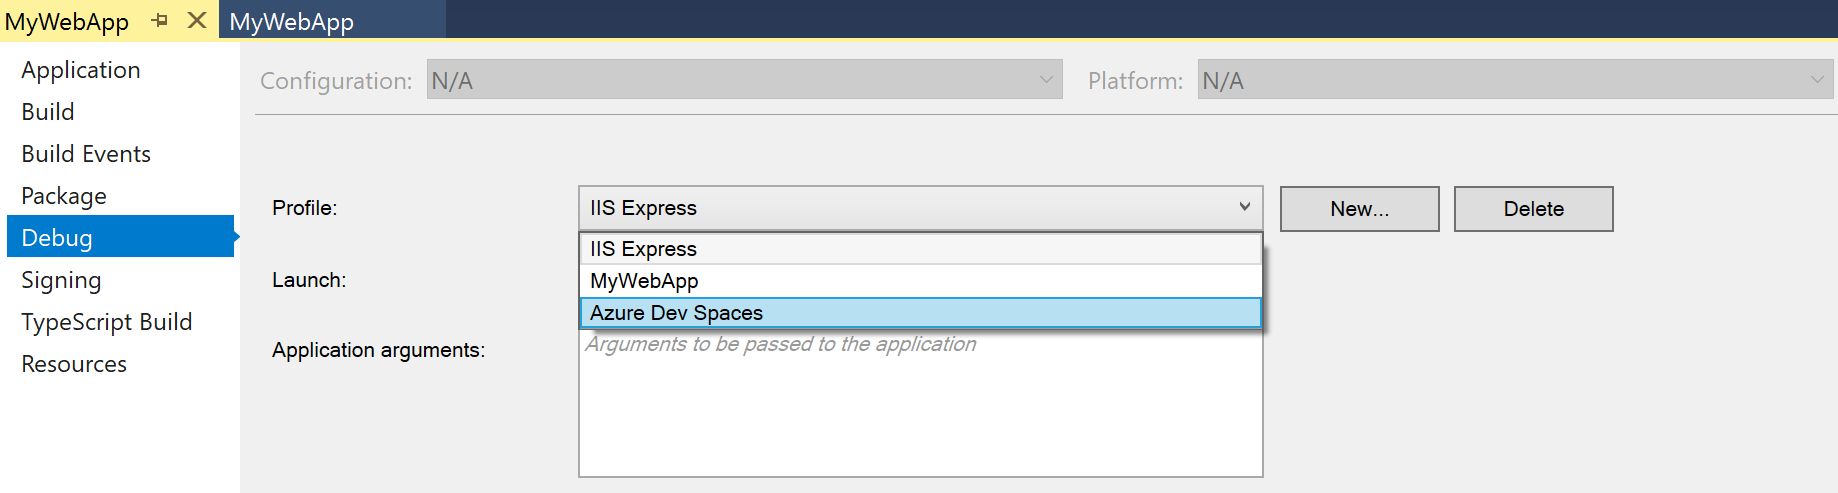 MyWebApp MyWebApp
Application
Build
Build Events
Package
Debug
Signing
TypeScript Build
Resources
Configuration: N/A Platform: N/A
Profile: IIS Express New... Delete
IIS Express
MyWebApp
Azure Dev Spaces
Launch:
Application arguments: Arguments to be passed to the application